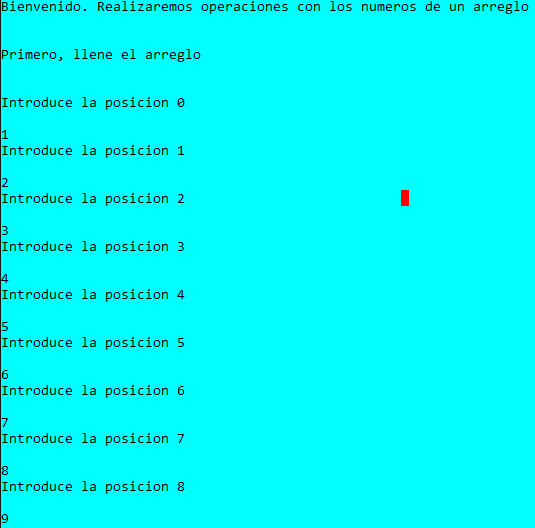 Bienvenido. Realizaremos operaciones con los numeros de un arreglo
Primero, llene el arreglo
Introduce la posicion 0
1
Introduce la posicion 1
2
Introduce la posicion 2
3
Introduce la posicion 3
4
Introduce la posicion 4
5
Introduce la posicion 5
6
Introduce la posicion 6
7
Introduce la posicion 7
8
Introduce la posicion 8
9